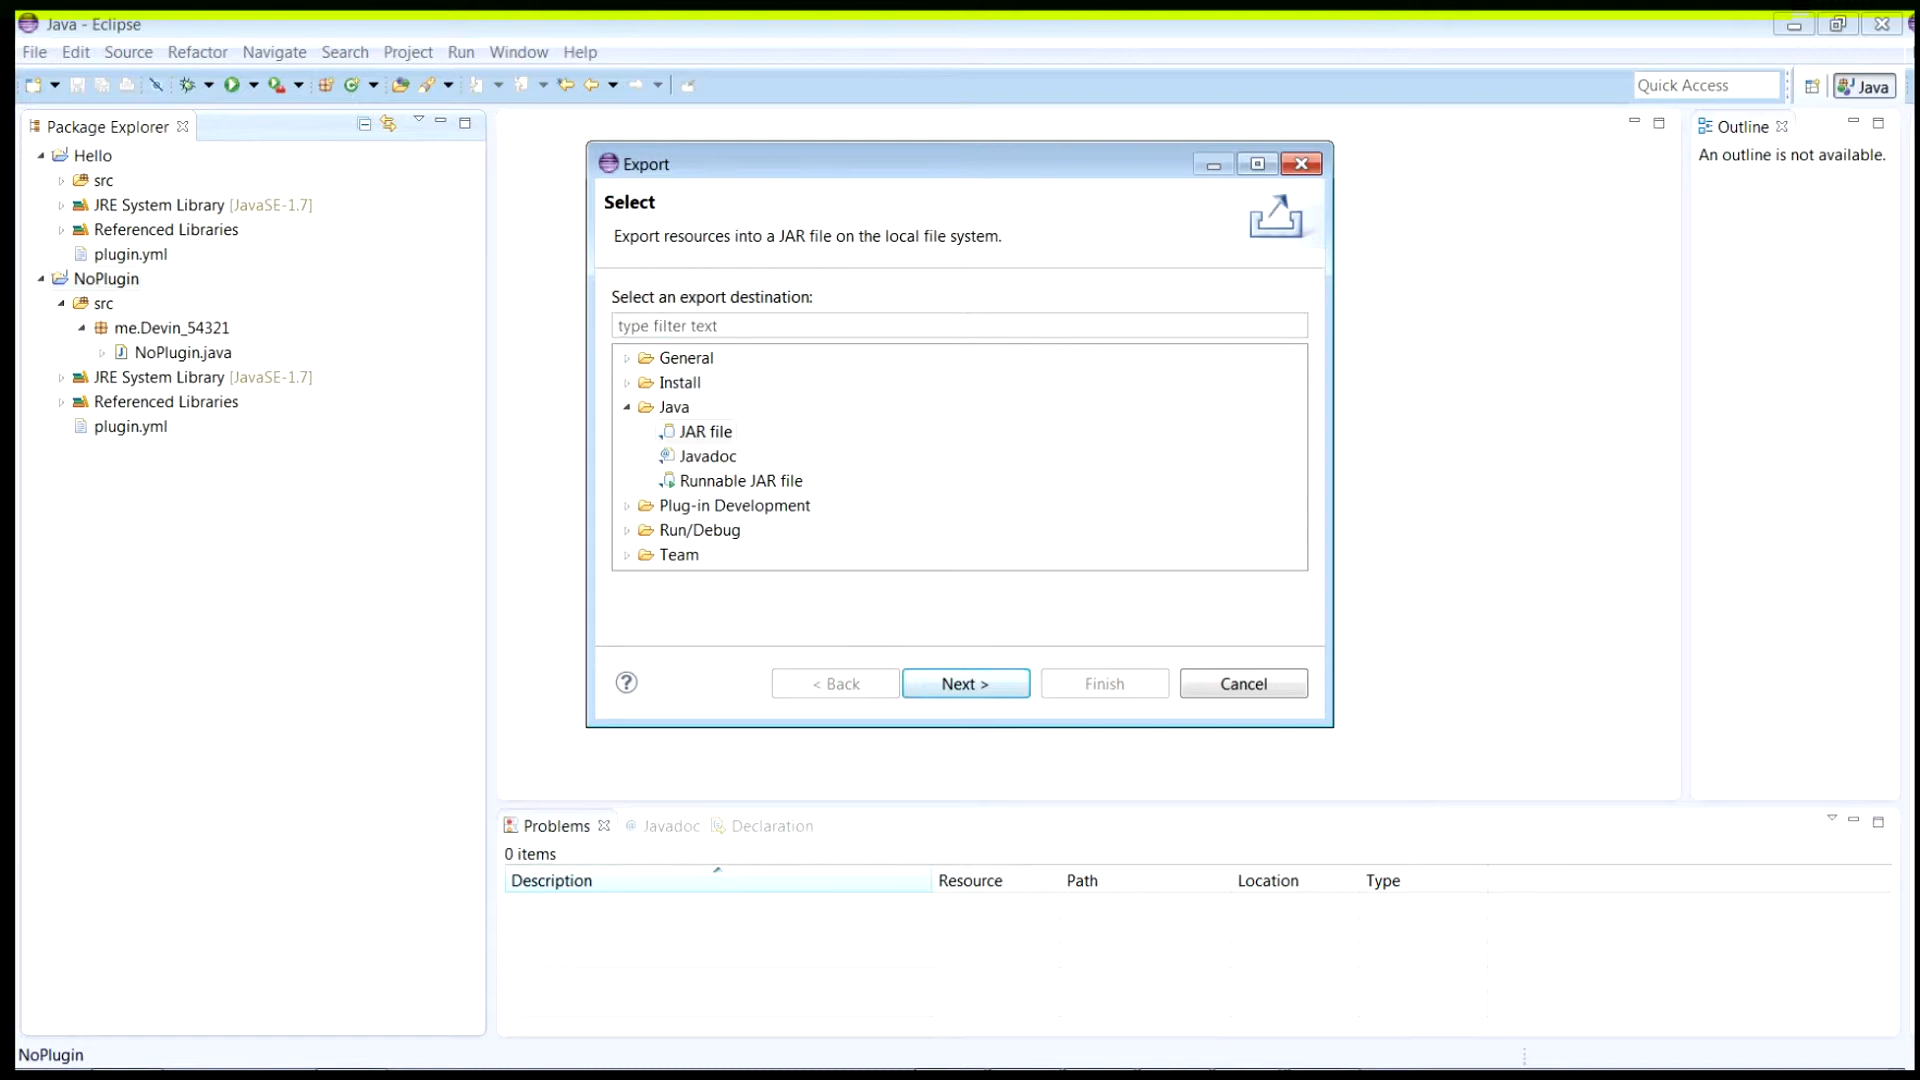 Java - Eclipse
File Edit Source Refactor Navigate Search Project Run Window Help
Quick Access
Java
Package Explorer
Hello
src
JRE System Library [JavaSE-1.7]
Referenced Libraries
plugin.yml
NoPlugin
src
me.Devin_54321
NoPlugin.java
JRE System Library [JavaSE-1.7]
Referenced Libraries
plugin.yml
Export
Select
Export resources into a JAR file on the local file system.
Select an export destination:
type filter text
General
Install
Java
JAR file
Javadoc
Runnable JAR file
Plug-in Development
Run/Debug
Team
< Back Next > Finish Cancel
Outline
An outline is not available.
Problems Javadoc Declaration
0 items
Description Resource Path Location Type
NoPlugin